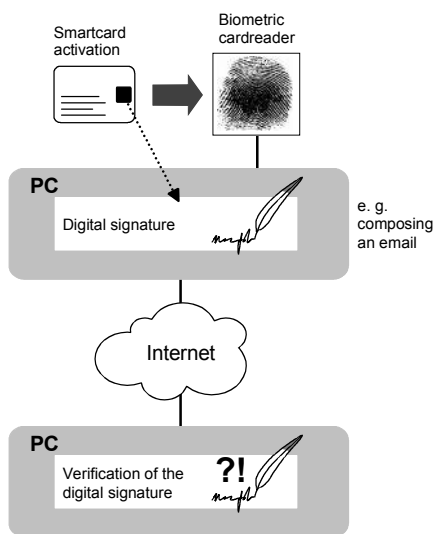 Smartcard
activation
Biometric
cardreader
PC
Digital signature
e. g.
composing
an email
Internet
PC
Verification of the
digital signature
?!